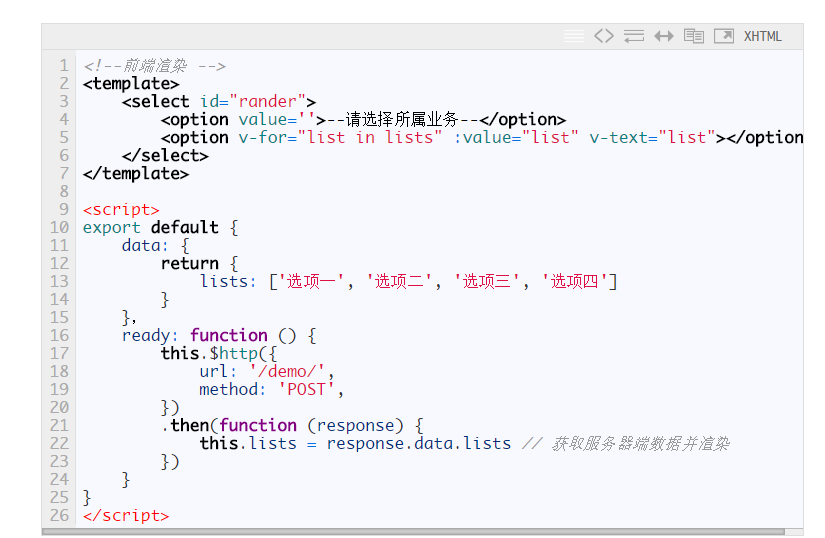 XHTML
1 <!--前端渲染 -->
2 <template>
3     <select id="rander">
4         <option value=''>--请选择所属业务--</option>
5         <option v-for="list in lists" :value="list" v-text="list"></option
6     </select>
7 </template>
8
9 <script>
10 export default {
11     data: {
12         return {
13             lists: ['选项一', '选项二', '选项三', '选项四']
14         }
15     },
16     ready: function () {
17         this.$http({
18             url: '/demo/',
19             method: 'POST',
20         })
21         .then(function (response) {
22             this.lists = response.data.lists // 获取服务器端数据并渲染
23         })
24     }
25 }
26 </script>